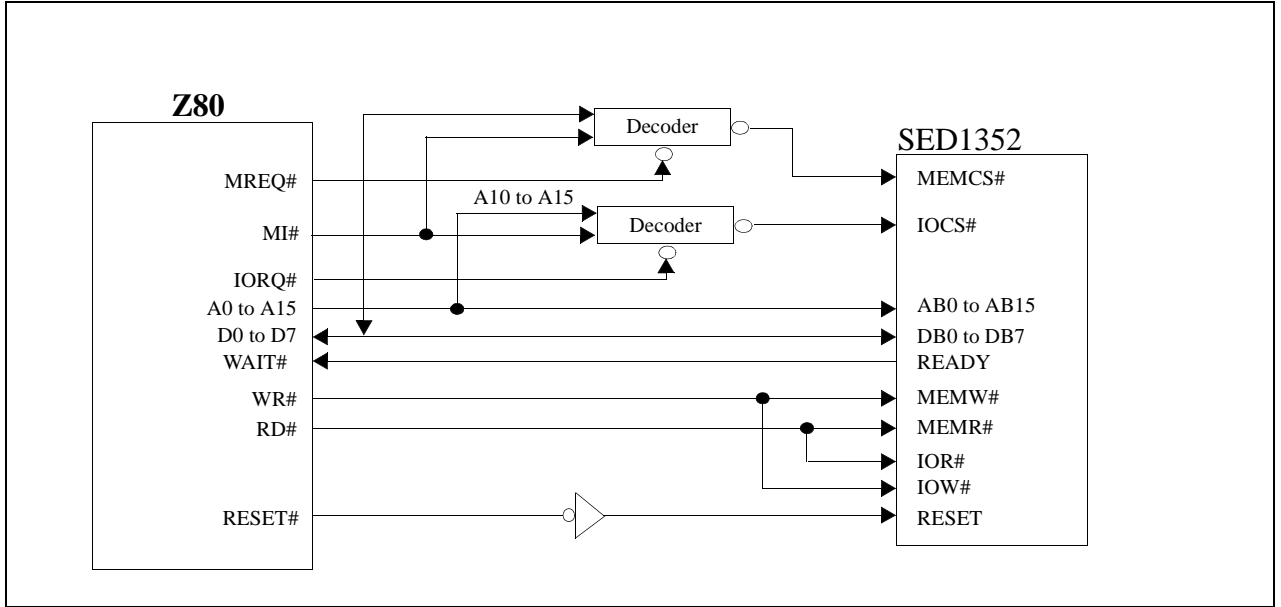 Z80
SED1352
Decoder
MREQ#
A10 to A15
MI#
Decoder
IORQ#
A0 to A15
D0 to D7
WAIT#
WR#
RD#
RESET#
MEMCS#
IOCS#
AB0 to AB15
DB0 to DB7
READY
MEMW#
MEMR#
IOR#
IOW#
RESET